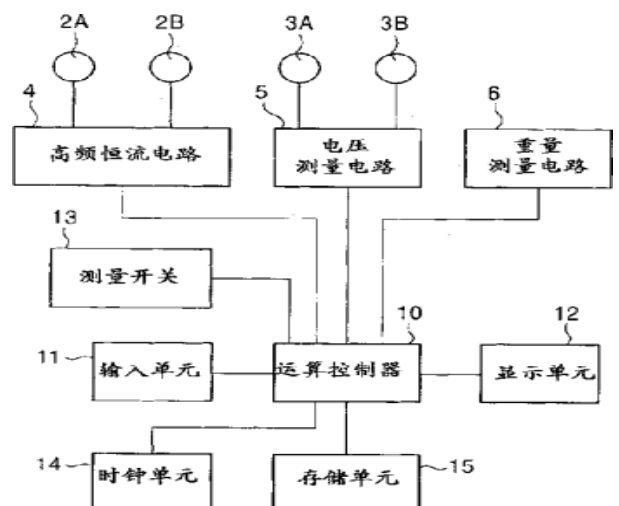 2A
2B
3A
3B
4
5
6
高频恒流电路
电压
测量电路
重量
测量电路
13
测量开关
10
12
11
输入单元
运算控制器
显示单元
14
时钟单元
存储单元
15